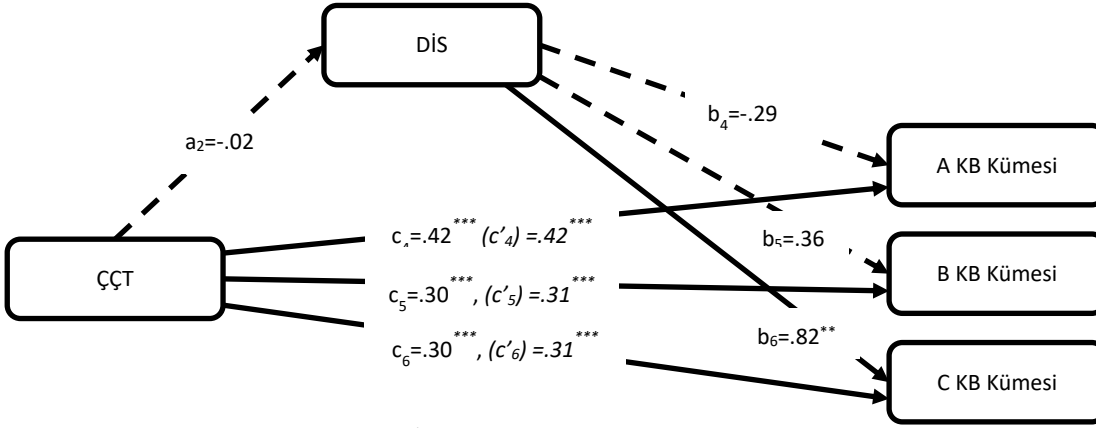 DİS
a₂=-.02
b₄=-.29
A KB Kümesi
c₄=.42*** (c'₄) =.42***
b₅=.36
ÇÇT
B KB Kümesi
c₅=.30***, (c'₅) =.31***
c₆=.30***, (c'₆) =.31***
b₆=.82**
C KB Kümesi